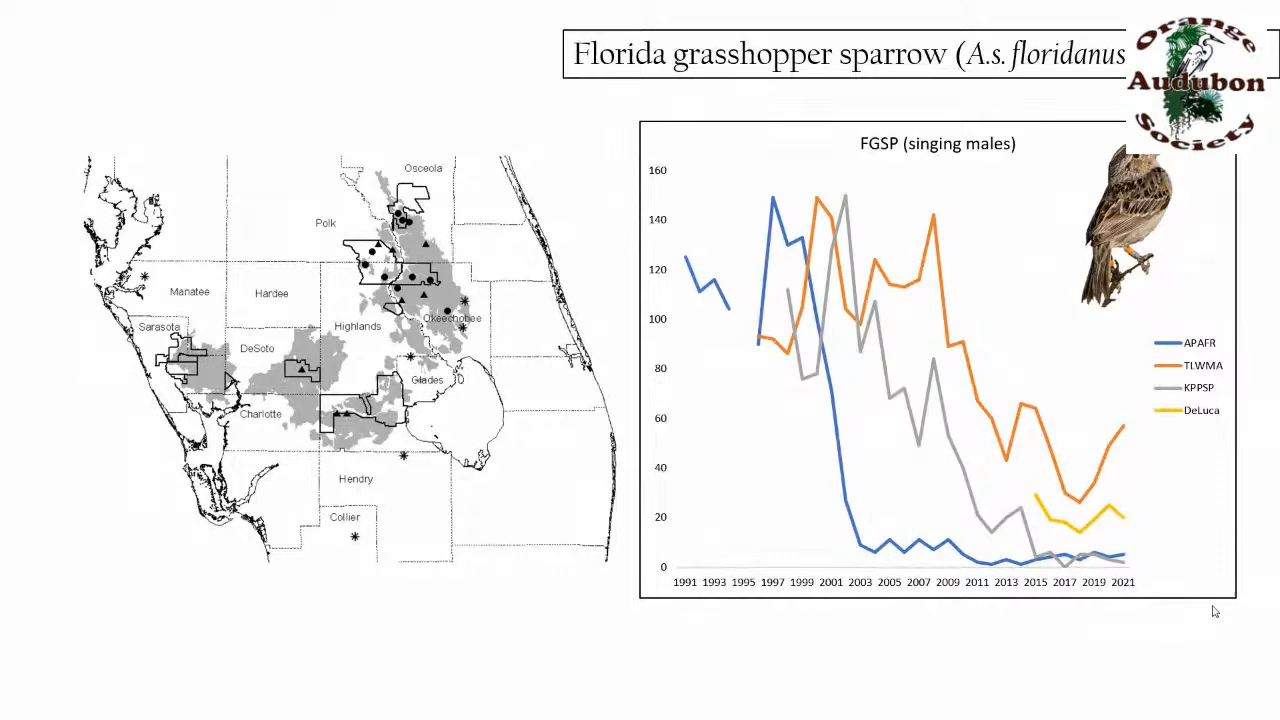 Florida grasshopper sparrow (A.s. floridanus
Orange
Audubon
Society
Osceola
Polk
Manatee
Hardee
Sarasota
Highlands
Okeechobee
DeSoto
Glades
Charlotte
Hendry
Collier
FGSP (singing males)
160
140
120
100
80
60
40
20
0
1991 1993 1995 1997 1999 2001 2003 2005 2007 2009 2011 2013 2015 2017 2019 2021
APAFR
TLWMA
KPPSP
DeLuca